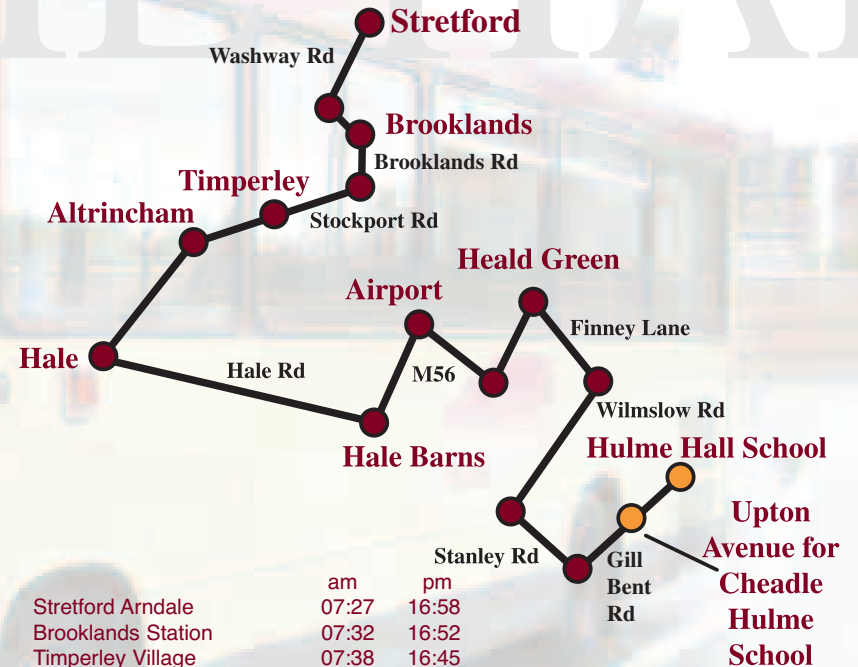 Stretford
Washway Rd
Brooklands
Brooklands Rd
Timperley
Altrincham
Stockport Rd
Heald Green
Airport
Finney Lane
Hale
Hale Rd
M56
Wilmslow Rd
Hale Barns
Hulme Hall School
Upton
Avenue for
Cheadle
Hulme
School
Stanley Rd
Gill
Bent
Rd
am pm
Stretford Arndale 07:27 16:58
Brooklands Station 07:32 16:52
Timperley Village 07:38 16:45